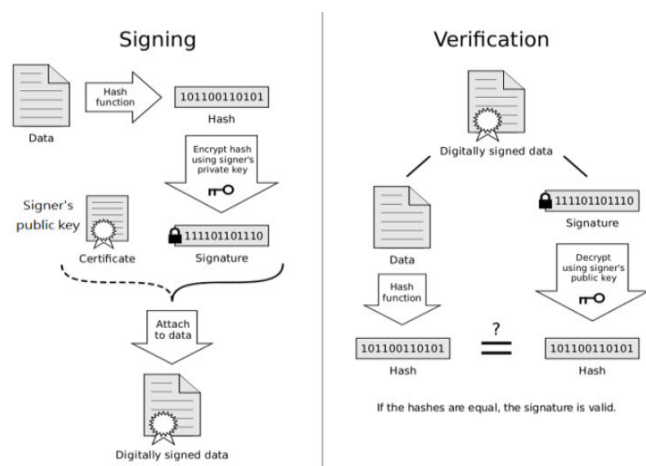 Signing
Data
Hash
function
101100110101
Hash
Encrypt hash
using signer's
private key
Signer's
public key
Certificate
111101101110
Signature
Attach
to data
Digitally signed data
Verification
Digitally signed data
Data
111101101110
Signature
Hash
function
Decrypt
using signer's
public key
?
=
101100110101
Hash
101100110101
Hash
If the hashes are equal, the signature is valid.